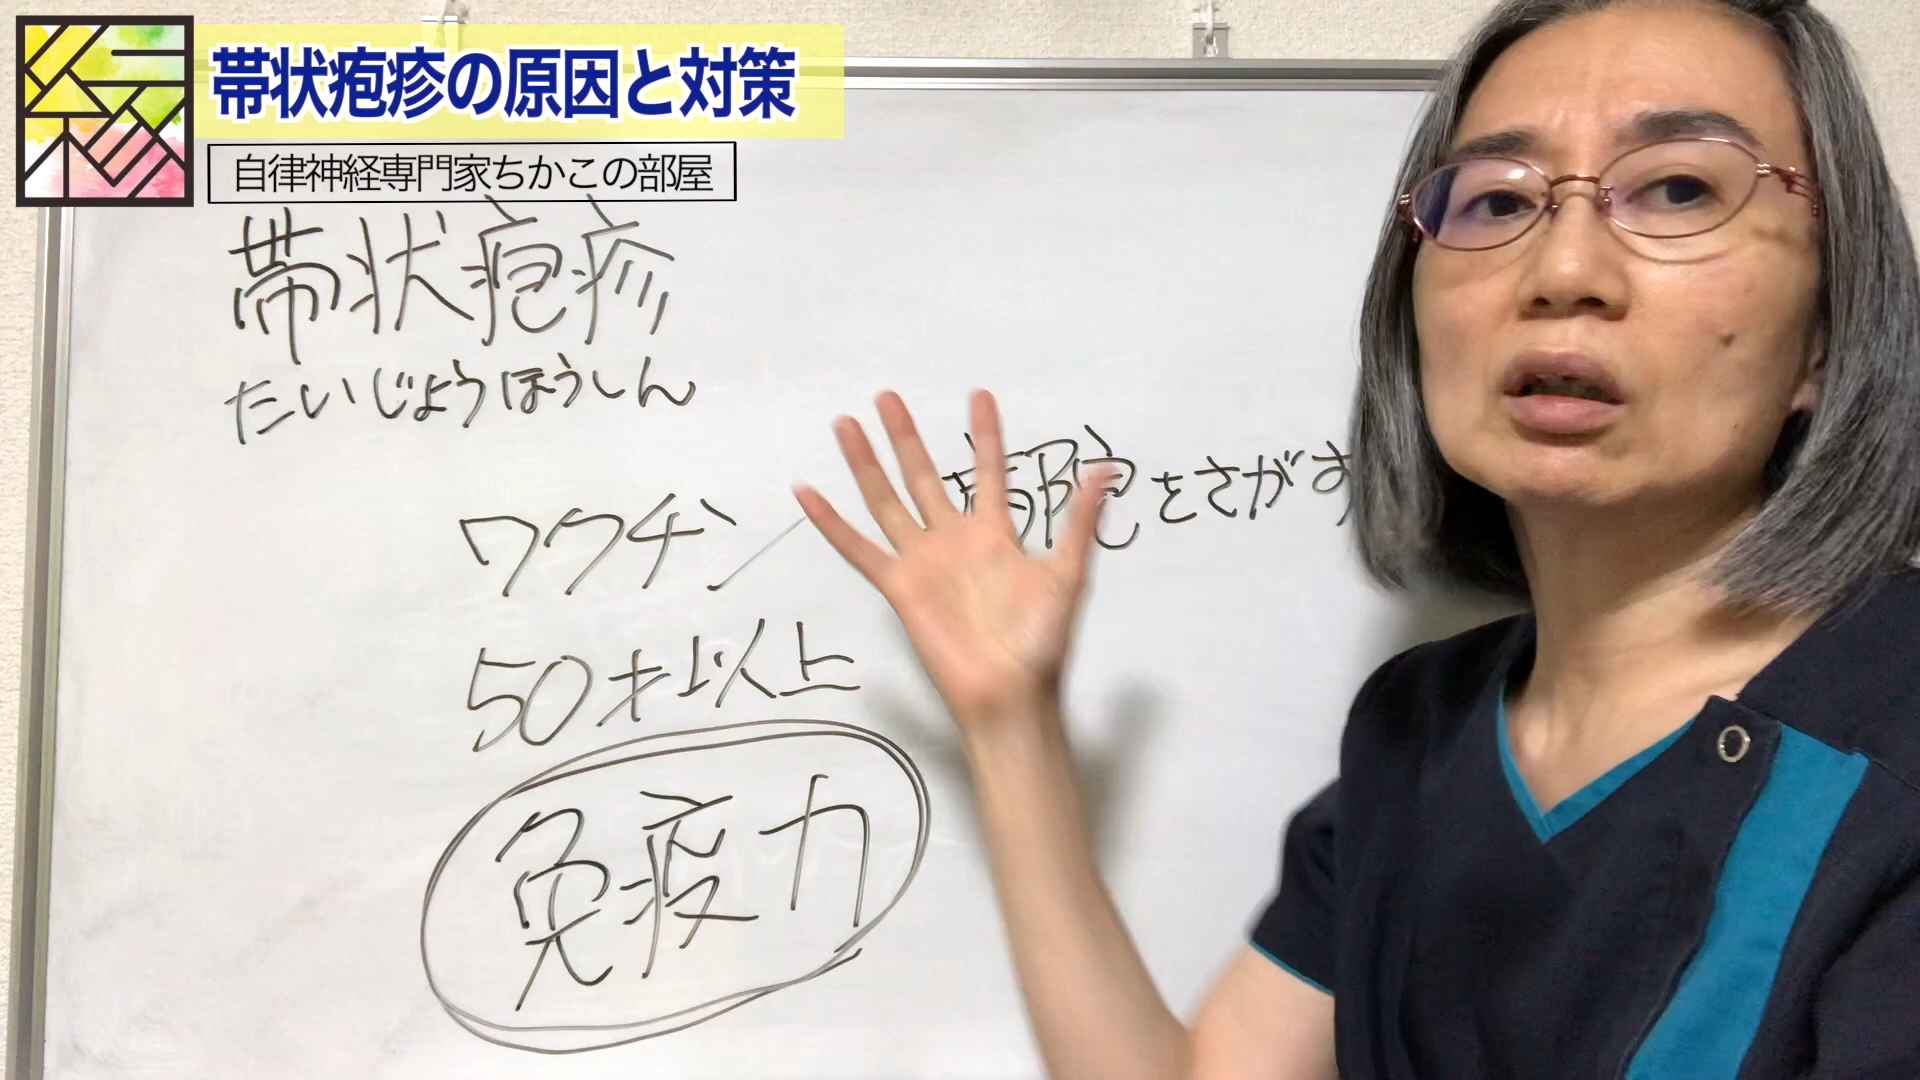 帯状疱疹の原因と対策
自律神経専門家ちかこの部屋
帯状疱疹
たいじょうほうしん
ワクチン
病院をさがす
50才以上
免疫力